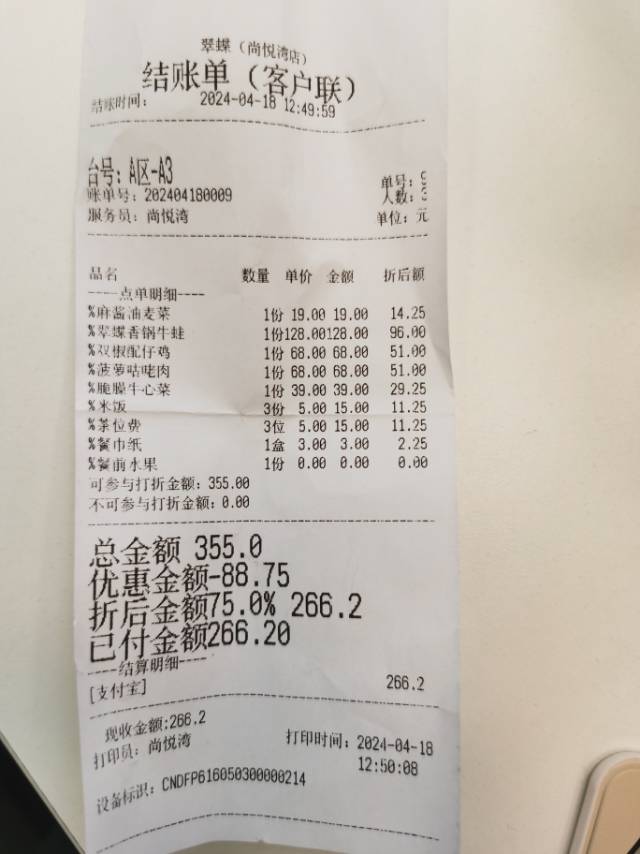 翠蝶（尚悦湾店）
结账单（客户联）
结账时间： 2024-04-18 12:49:59
台号：A区-A3
单号：9
账单号：202404180009
人数：3
服务员：尚悦湾
单位：元
品名 数量 单价 金额 折后额
----点单明细----
%麻酱油麦菜 1份 19.00 19.00 14.25
%翠蝶香锅牛蛙 1份128.00128.00 96.00
%双椒配仔鸡 1份 68.00 68.00 51.00
%菠萝咕咾肉 1份 68.00 68.00 51.00
%脆臊牛心菜 1份 39.00 39.00 29.25
%米饭 3份 5.00 15.00 11.25
%茶位费 3位 5.00 15.00 11.25
%餐巾纸 1盒 3.00 3.00 2.25
%餐前水果 1份 0.00 0.00 0.00
可参与打折金额：355.00
不可参与打折金额：0.00
总金额 355.0
优惠金额-88.75
折后金额75.0% 266.2
已付金额266.20
----结算明细----
[支付宝] 266.2
现收金额:266.2
打印员：尚悦湾 打印时间：2024-04-18
12:50:08
设备标识：CNDFP616050300000214